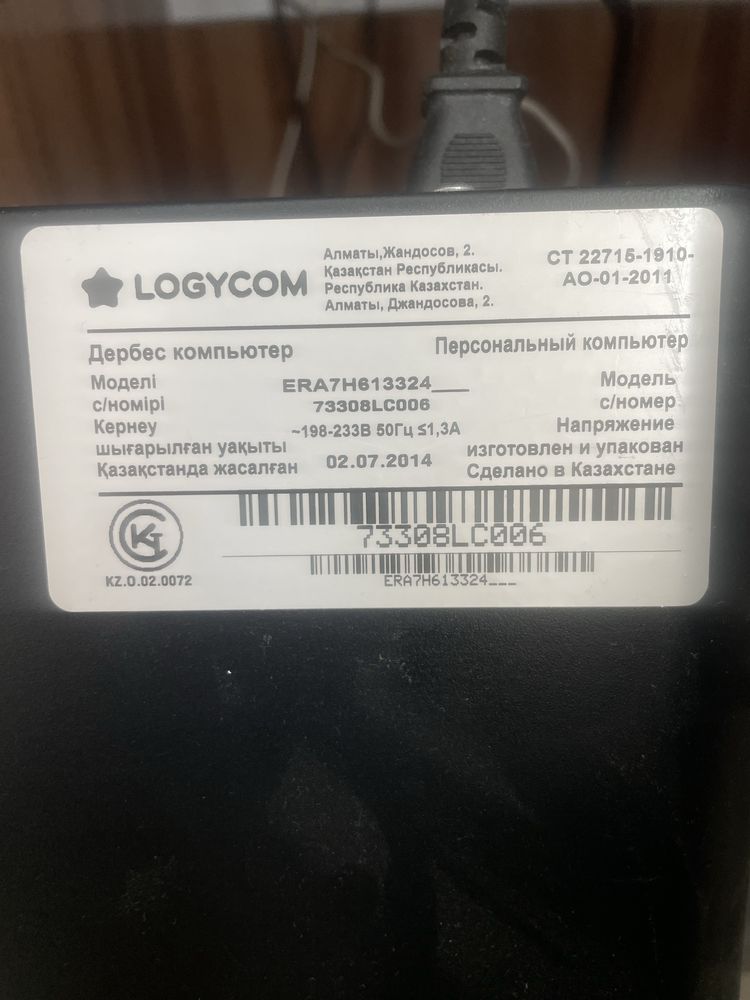 LOGYCOM
Алматы,Жандосов, 2.
Қазақстан Республикасы.
Республика Казахстан.
Алматы, Джандосова, 2.
СТ 22715-1910-
АО-01-2011
Дербес компьютер
Персональный компьютер
Моделі ERA7H613324___ Модель
с/номірі 73308LC006 с/номер
Кернеу ~198-233В 50Гц ≤1,3А Напряжение
шығарылған уақыты 02.07.2014 изготовлен и упакован
Қазақстанда жасалған Сделано в Казахстане
KZ.O.02.0072
73308LC006
ERA7H613324___